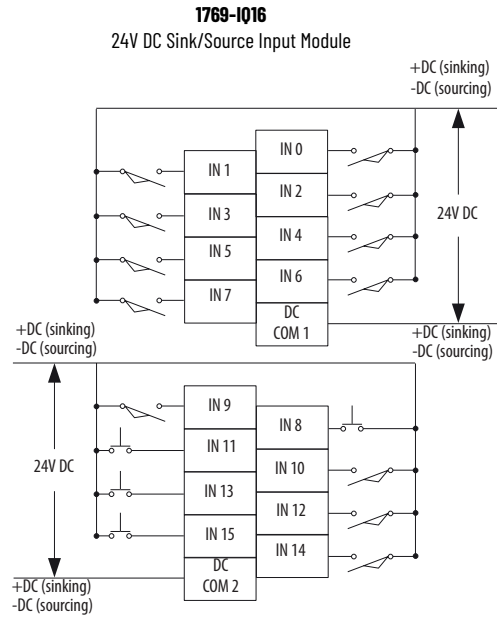 1769-IQ16
24V DC Sink/Source Input Module
+DC (sinking)
-DC (sourcing)
IN 0
IN 1
IN 2
IN 3
24V DC
IN 4
IN 5
IN 6
IN 7
DC
COM 1
+DC (sinking)
-DC (sourcing)
+DC (sinking)
-DC (sourcing)
IN 9
IN 8
IN 11
24V DC
IN 10
IN 13
IN 12
IN 15
IN 14
DC
COM 2
+DC (sinking)
-DC (sourcing)